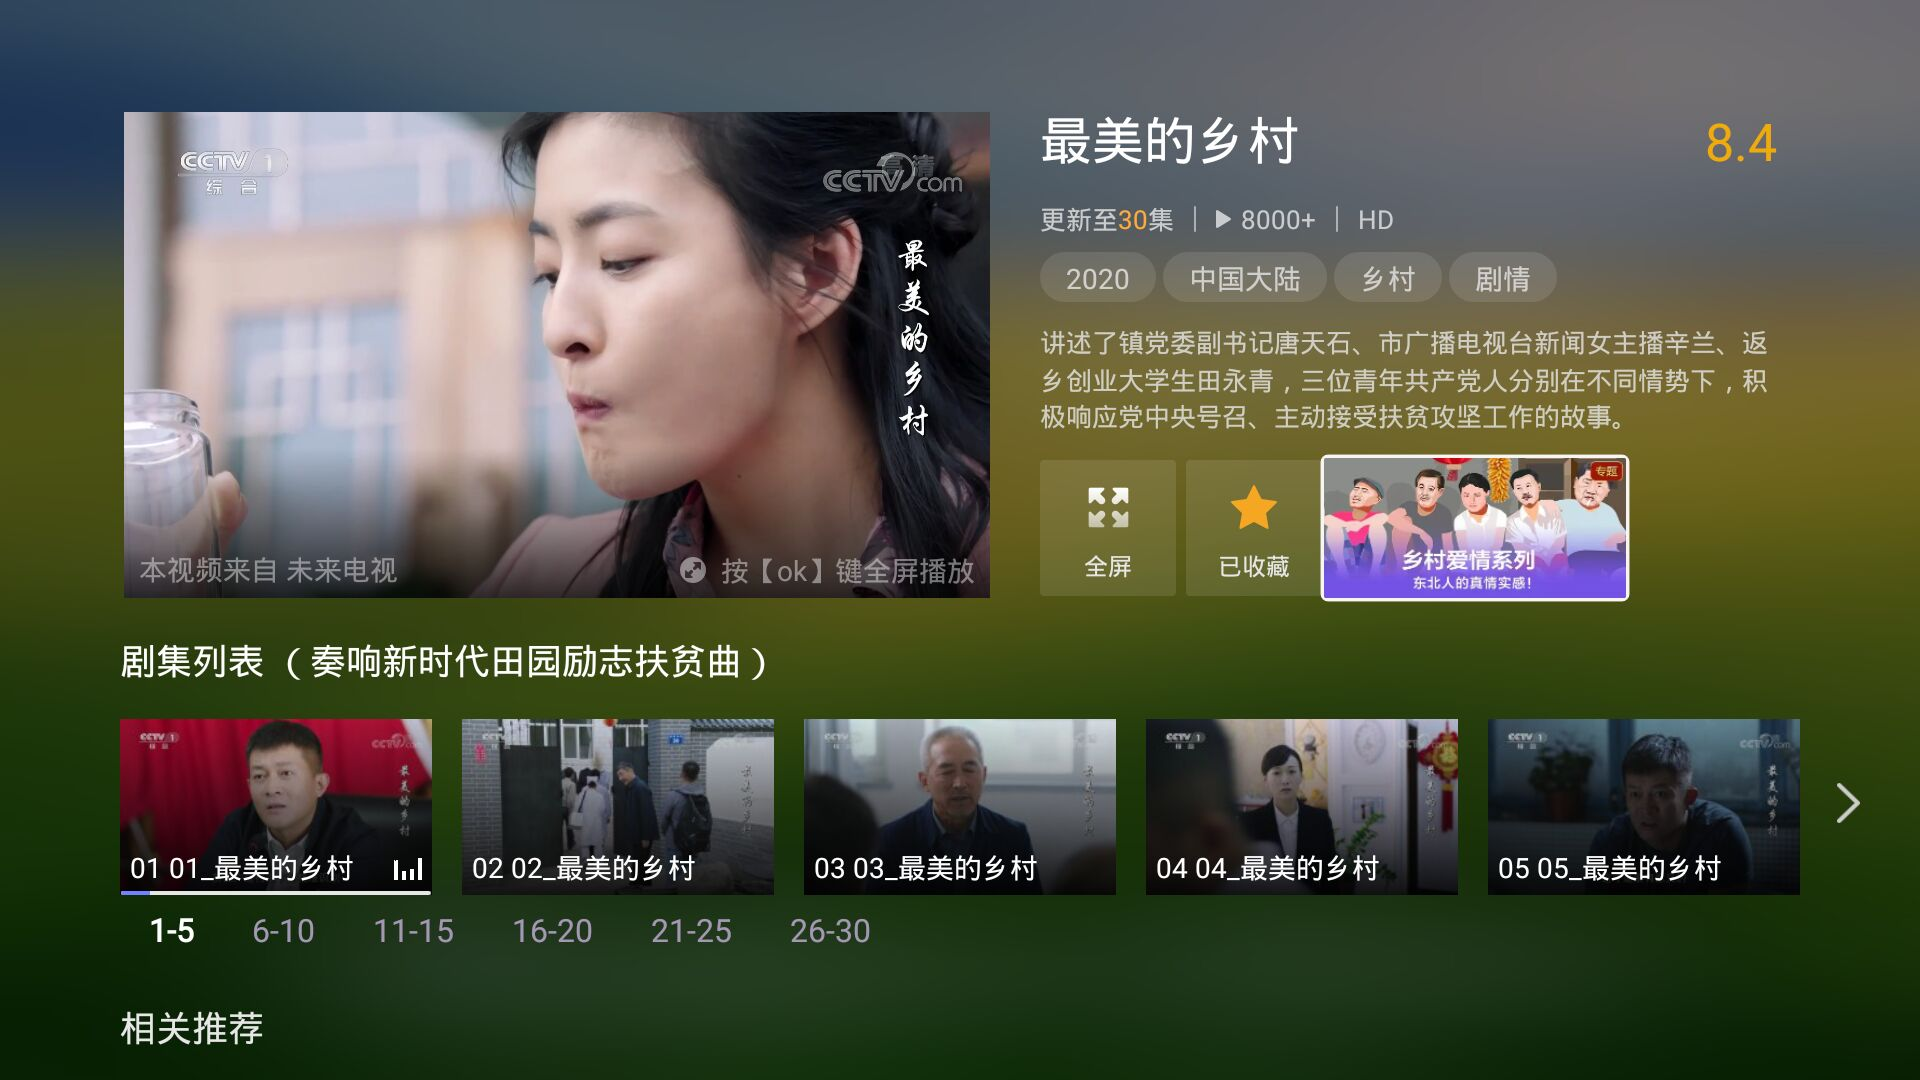 CCTV 1
综合
高清
CCTV.com
最美的乡村
本视频来自 未来电视
按【ok】键全屏播放
最美的乡村
8.4
更新至30集
8000+
HD
2020
中国大陆
乡村
剧情
讲述了镇党委副书记唐天石、市广播电视台新闻女主播辛兰、返
乡创业大学生田永青，三位青年共产党人分别在不同情势下，积
极响应党中央号召、主动接受扶贫攻坚工作的故事。
全屏
已收藏
专题
乡村爱情系列
东北人的真情实感！
剧集列表 （奏响新时代田园励志扶贫曲）
01 01_最美的乡村
02 02_最美的乡村
03 03_最美的乡村
04 04_最美的乡村
05 05_最美的乡村
1-5
6-10
11-15
16-20
21-25
26-30
相关推荐